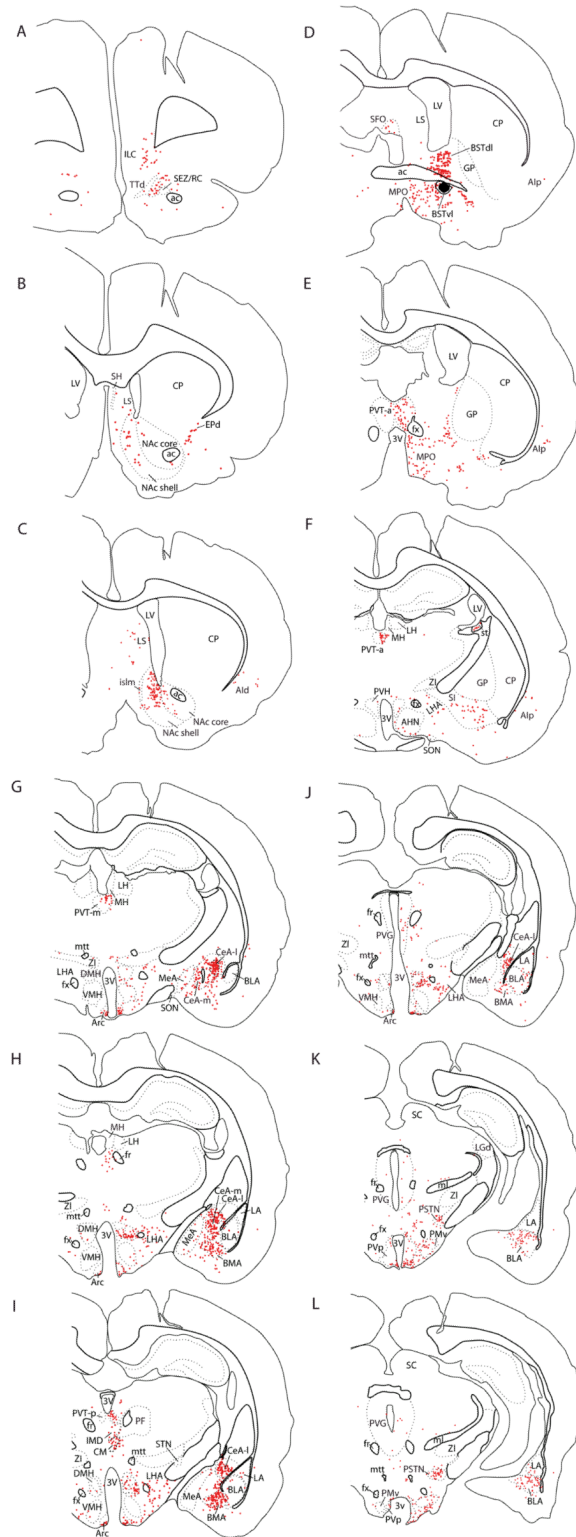 A
ILC
TTd
SEZ/RC
ac
B
SH
LV
LS
CP
EPd
NAc core
ac
NAc shell
C
LV
LS
CP
islm
ac
AId
NAc core
NAc shell
D
SFO
LS
LV
CP
BSTdl
GP
ac
MPO
AIp
BSTvl
E
LV
CP
PVT-a
GP
fx
3V
MPO
AIp
F
LV
LH
MH
st
PVT-a
ZI
CP
PVH
GP
fx
LHA
SI
3V
AHN
AIp
SON
G
LH
MH
PVT-m
mtt
ZI
CeA-l
LHA
DMH
3V
MeA
fx
BLA
VMH
CeA-m
SON
Arc
H
MH
LH
fr
CeA-m
ZI
CeA-l
mtt
LA
DMH
3V
fx
LHA
MeA
BLA
VMH
BMA
Arc
I
3V
PVT-p
fr
PF
IMD
CM
STN
mtt
ZI
CeA-l
DMH
3V
LHA
LA
fx
MeA
BLA
VMH
BMA
Arc
J
fr
PVG
CeA-l
ZI
mtt
LA
3V
fx
MeA
BLA
VMH
LHA
BMA
Arc
K
SC
LGd
fr
ml
PVG
ZI
PSTN
fx
LA
3V
PMv
PVp
BLA
L
SC
PVG
fr
ml
ZI
mtt
PSTN
LA
fx
PMv
3v
BLA
PVp